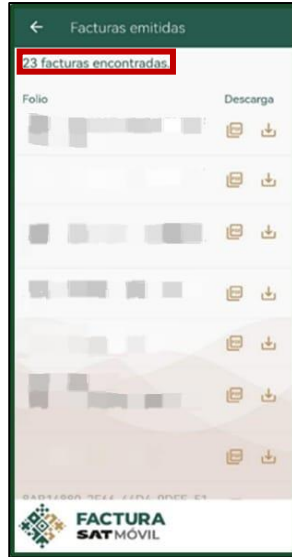 Facturas emitidas
23 facturas encontradas.
Folio Descarga
FACTURA
SATMÓVIL